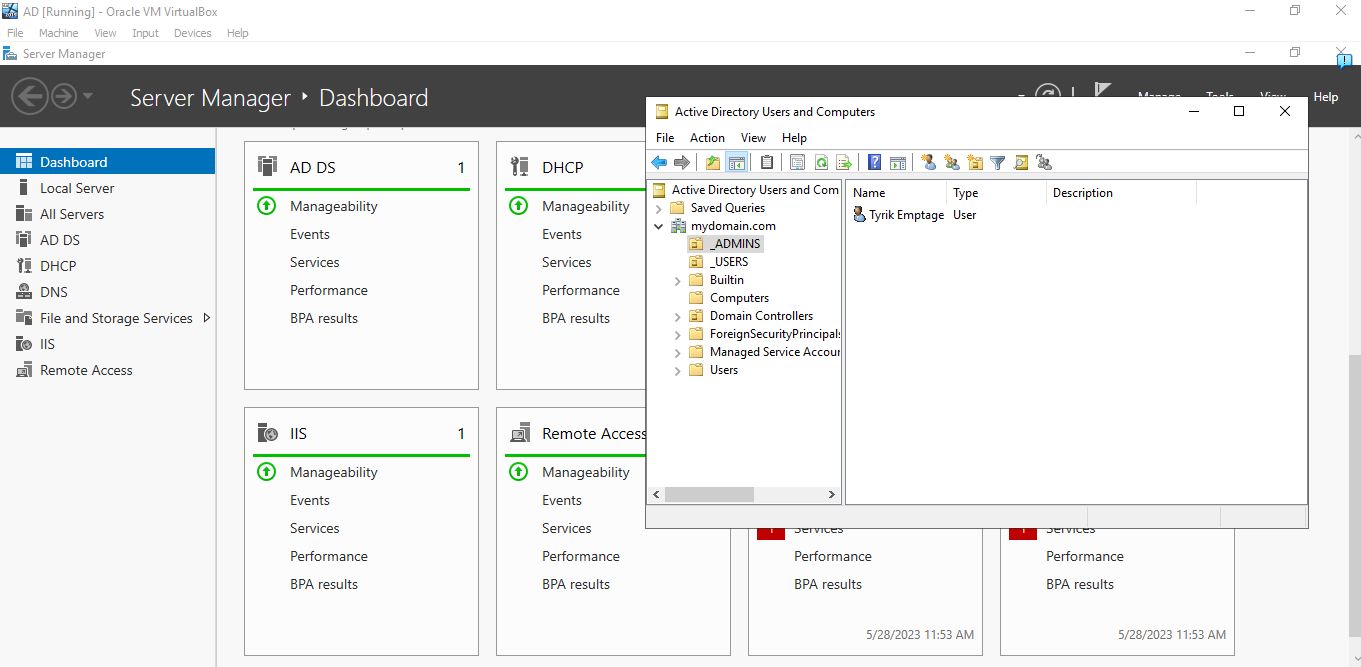 AD [Running] - Oracle VM VirtualBox
File Machine View Input Devices Help
Server Manager
Server Manager Dashboard
Manage Tools View Help
Dashboard
Local Server
All Servers
AD DS
DHCP
DNS
File and Storage Services
IIS
Remote Access
AD DS 1
Manageability
Events
Services
Performance
BPA results
DHCP
Manageability
Events
Services
Performance
BPA results
IIS 1
Manageability
Events
Services
Performance
BPA results
Remote Access
Manageability
Events
Services
Performance
BPA results
Services
Performance
BPA results
5/28/2023 11:53 AM
Services
Performance
BPA results
5/28/2023 11:53 AM
Active Directory Users and Computers
File Action View Help
Active Directory Users and Com
Saved Queries
mydomain.com
_ADMINS
_USERS
Builtin
Computers
Domain Controllers
ForeignSecurityPrincipals
Managed Service Accour
Users
Name Type Description
Tyrik Emptage User